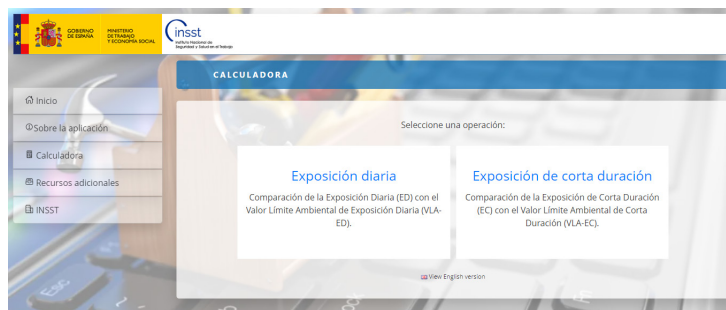 GOBIERNO
DE ESPAÑA
MINISTERIO
DE TRABAJO
Y ECONOMÍA SOCIAL
insst
Instituto Nacional de
Seguridad y Salud en el Trabajo
CALCULADORA
Inicio
Sobre la aplicación
Calculadora
Recursos adicionales
INSST
Seleccione una operación:
Exposición diaria
Comparación de la Exposición Diaria (ED) con el
Valor Límite Ambiental de Exposición Diaria (VLA-
ED).
Exposición de corta duración
Comparación de la Exposición de Corta Duración
(EC) con el Valor Límite Ambiental de Corta
Duración (VLA-EC).
View English version
Esc